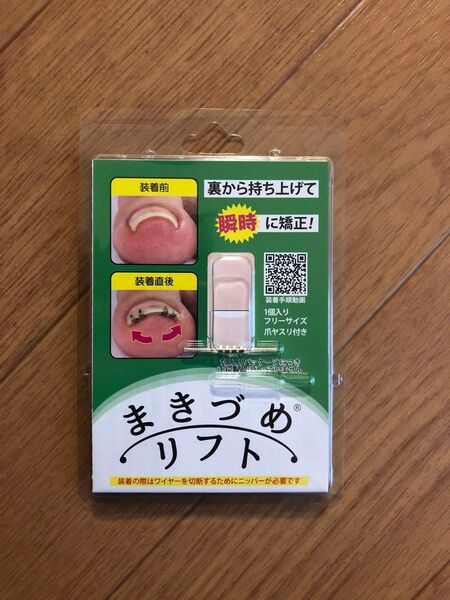 装着前
裏から持ち上げて
瞬時に矯正!
装着手順動画
装着直後
1個入り
フリーサイズ
爪ヤスリ付き
まきづめ®
リフト
装着の際はワイヤーを切断するためにニッパーが必要です